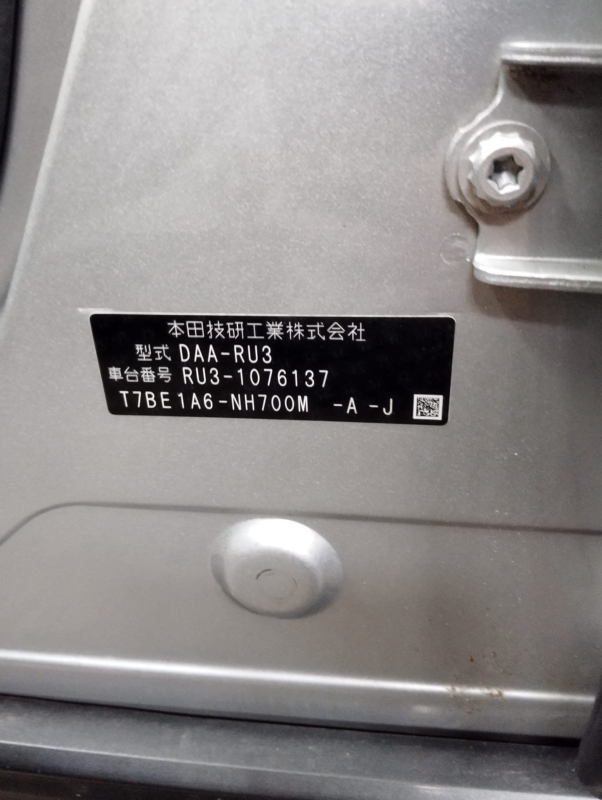 本田技研工業株式会社
型式 DAA-RU3
車台番号 RU3-1076137
T7BE1A6-NH700M -A -J